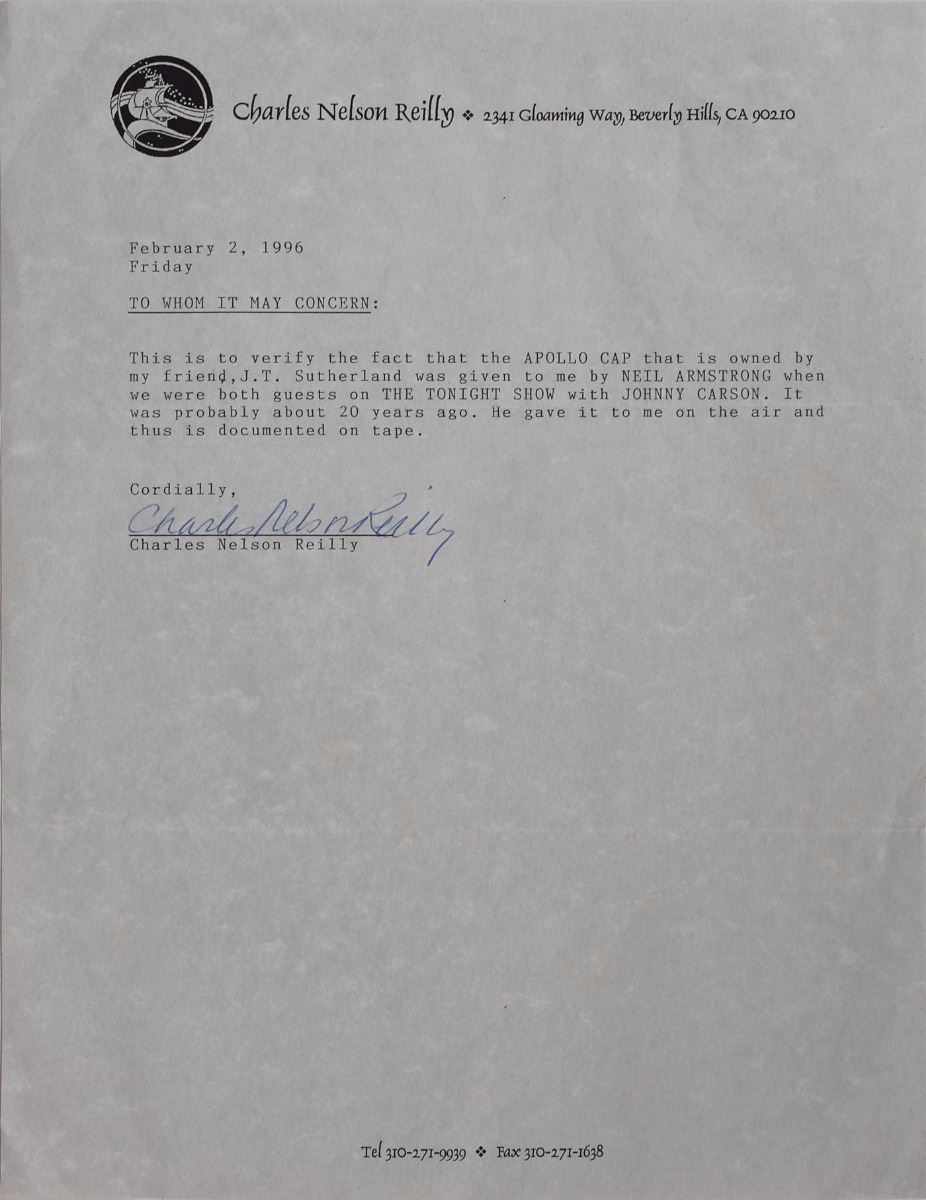 Charles Nelson Reilly ❖ 2341 Gloaming Way, Beverly Hills, CA 90210
February 2, 1996
Friday
TO WHOM IT MAY CONCERN:
This is to verify the fact that the APOLLO CAP that is owned by
my friend,J.T. Sutherland was given to me by NEIL ARMSTRONG when
we were both guests on THE TONIGHT SHOW with JOHNNY CARSON. It
was probably about 20 years ago. He gave it to me on the air and
thus is documented on tape.
Cordially,
Charles Nelson Reilly
Charles Nelson Reilly
Tel 310-271-9939 ❖ Fax 310-271-1638